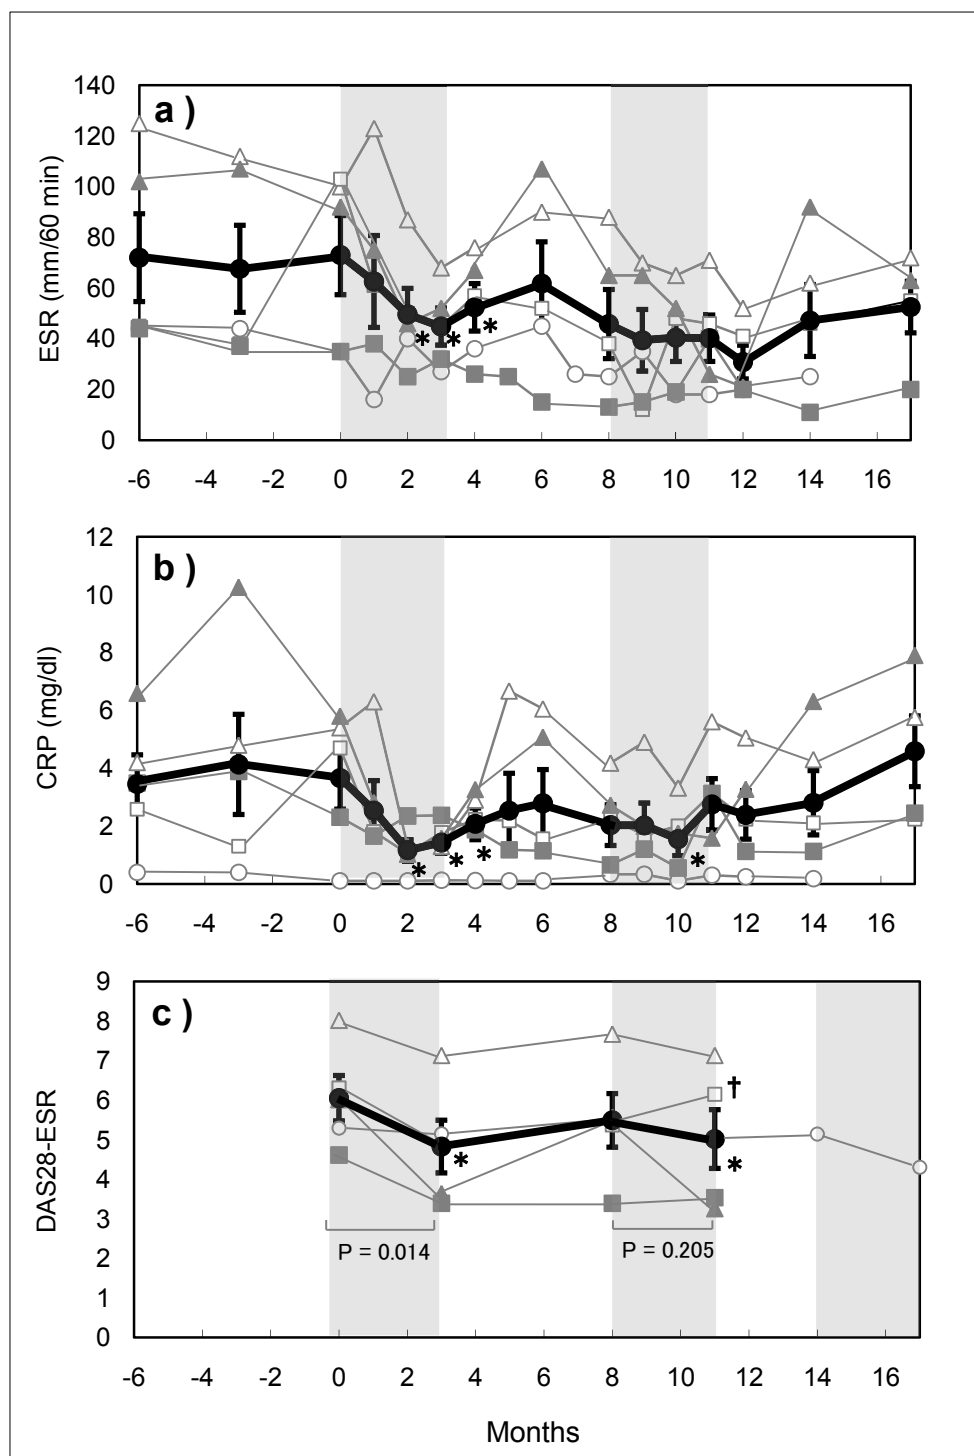 a )
ESR (mm/60 min)
140
120
100
80
60
40
20
0
* * *
-6 -4 -2 0 2 4 6 8 10 12 14 16
b )
CRP (mg/dl)
12
10
8
6
4
2
0
* * * *
-6 -4 -2 0 2 4 6 8 10 12 14 16
c )
DAS28-ESR
9
8
7
6
5
4
3
2
1
0
†
* *
P = 0.014 P = 0.205
-6 -4 -2 0 2 4 6 8 10 12 14 16
Months